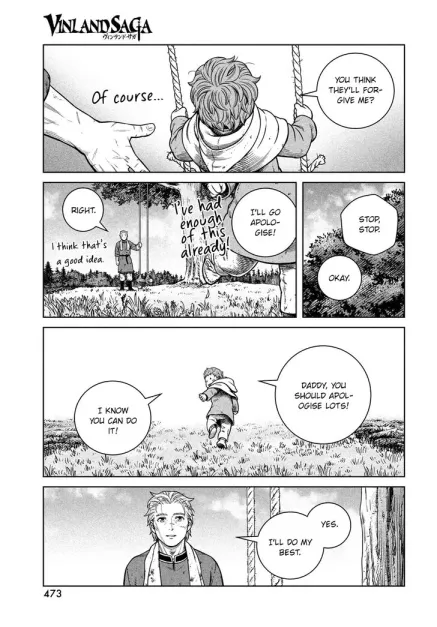 VINLAND SAGA
ヴィンランド・サガ
YOU THINK
THEY'LL FOR-
GIVE ME?
Of course...
STOP,
STOP.
OKAY.
I'LL GO
APOLO-
GISE!
I've had
enough
of this
already!
RIGHT.
I think that's
a good idea.
DADDY, YOU
SHOULD APOL-
OGISE LOTS!
I KNOW
YOU CAN DO
IT!
YES.
I'LL DO MY
BEST.
473